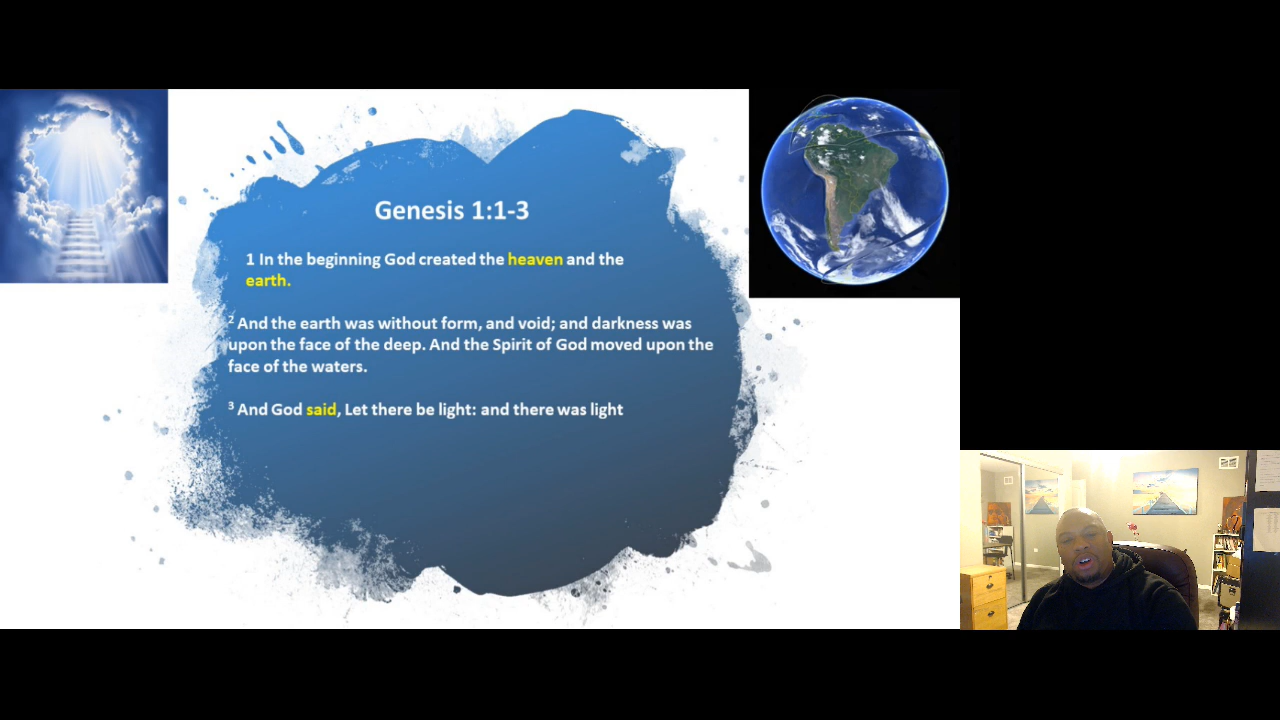 Genesis 1:1-3
1 In the beginning God created the heaven and the
earth.
2 And the earth was without form, and void; and darkness was
upon the face of the deep. And the Spirit of God moved upon the
face of the waters.
3 And God said, Let there be light: and there was light